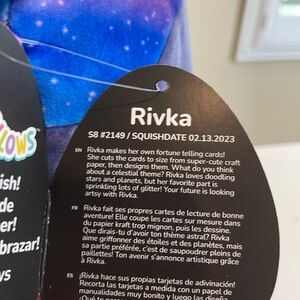 Rivka
S8 #2149 / SQUISHDATE 02.13.2023
EN Rivka makes her own fortune telling cards!
She cuts the cards to size from super-cute craft
paper, then designs them. What do you think
about a celestial theme? Rivka loves doodling
stars and planets, but her favorite part is
sprinkling lots of glitter! Your future is looking
artsy with Rivka.
FR Rivka fait ses propres cartes de lecture de bonne
aventure! Elle coupe les cartes sur mesure dans
du papier kraft trop mignon, puis les dessine.
Que dirais-tu d'avoir ton thème astral? Rivka
aime griffonner des étoiles et des planètes, mais
sa partie préférée, c'est de saupoudrer pleins de
paillettes! Ton avenir s'annonce artistique grâce
à Rivka.
ES ¡Rivka hace sus propias tarjetas de adivinación!
Recorta las tarjetas a medida con un papel de
manualidades muy bonito y luego las diseña
ows
ish!
de
er!
brazar!
ws